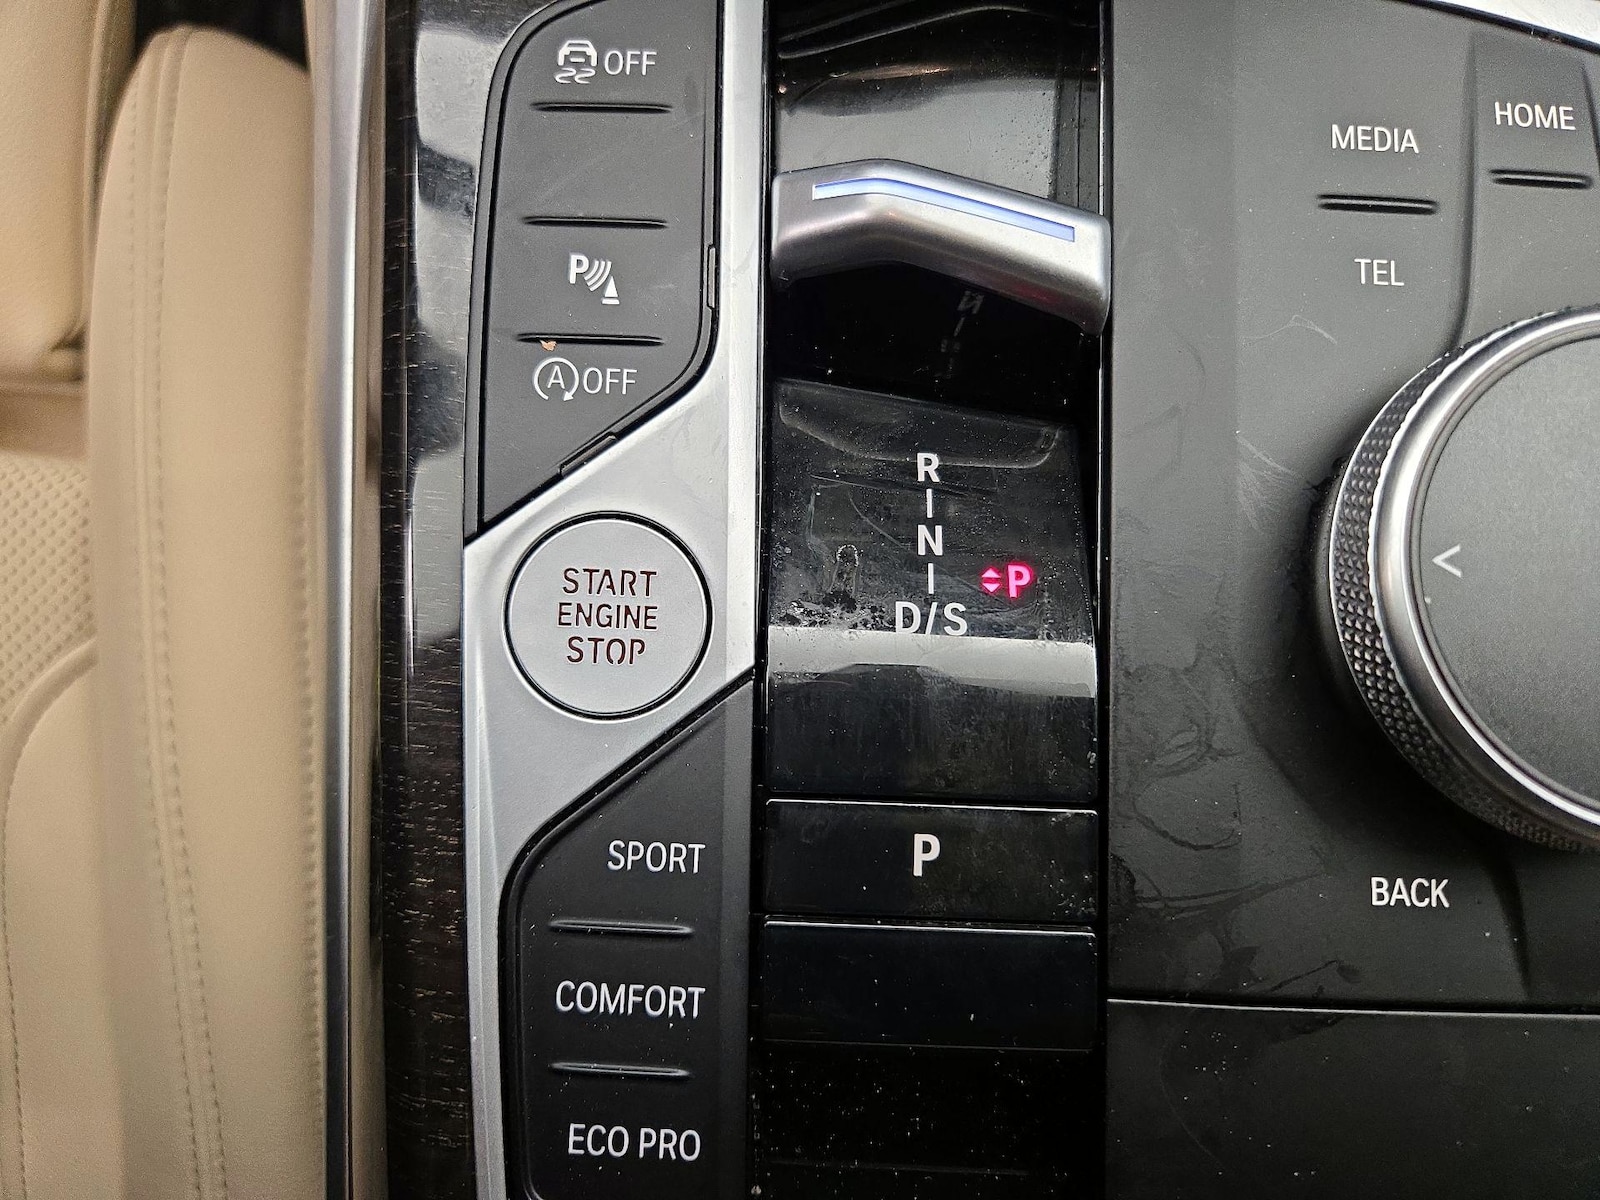 OFF
P
A OFF
START
ENGINE
STOP
SPORT
COMFORT
ECO PRO
R
N
D/S
P
P
MEDIA
HOME
TEL
<
BACK